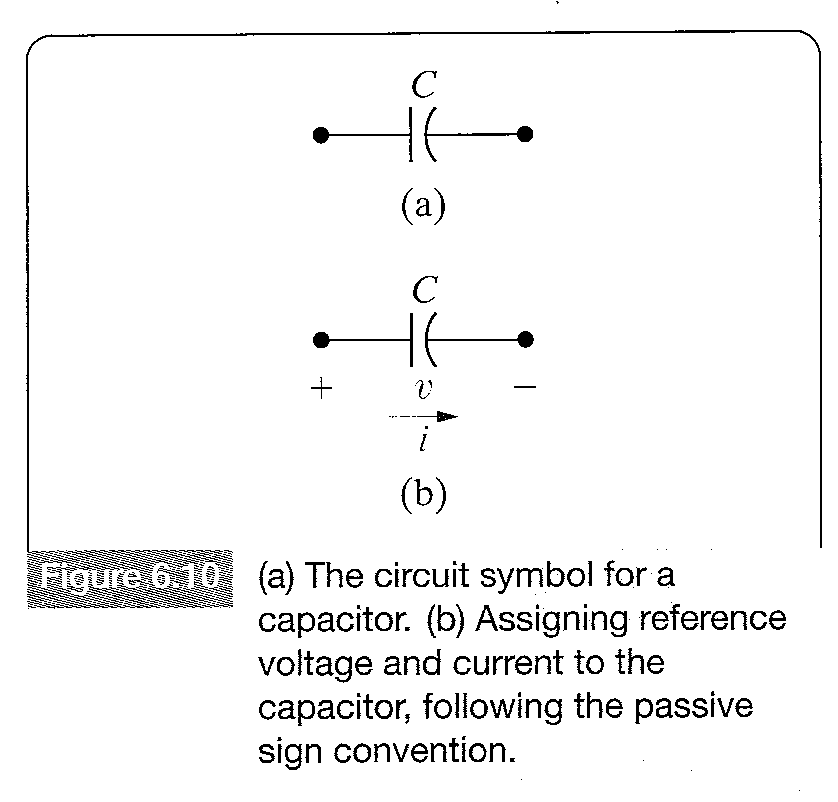 C
(a)
C
+ v −
i
(b)
Figure 6.10
(a) The circuit symbol for a
capacitor. (b) Assigning reference
voltage and current to the
capacitor, following the passive
sign convention.